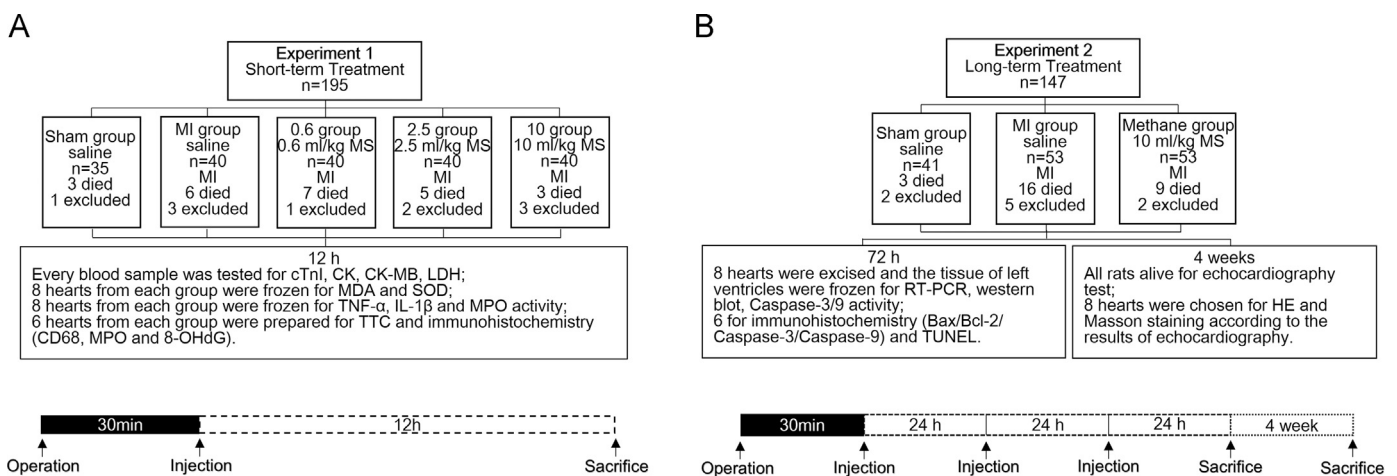 A
Experiment 1
Short-term Treatment
n=195
Sham group
saline
n=35
3 died
1 excluded
MI group
saline
n=40
MI
6 died
3 excluded
0.6 group
0.6 ml/kg MS
n=40
MI
7 died
1 excluded
2.5 group
2.5 ml/kg MS
n=40
MI
5 died
2 excluded
10 group
10 ml/kg MS
n=40
MI
3 died
3 excluded
12 h
Every blood sample was tested for cTnI, CK, CK-MB, LDH;
8 hearts from each group were frozen for MDA and SOD;
8 hearts from each group were frozen for TNF-α, IL-1β and MPO activity;
6 hearts from each group were prepared for TTC and immunohistochemistry
(CD68, MPO and 8-OHdG).
30min
12h
Operation
Injection
Sacrifice
B
Experiment 2
Long-term Treatment
n=147
Sham group
saline
n=41
3 died
2 excluded
MI group
saline
n=53
MI
16 died
5 excluded
Methane group
10 ml/kg MS
n=53
MI
9 died
2 excluded
72 h
8 hearts were excised and the tissue of left
ventricles were frozen for RT-PCR, western
blot, Caspase-3/9 activity;
6 for immunohistochemistry (Bax/Bcl-2/
Caspase-3/Caspase-9) and TUNEL.
4 weeks
All rats alive for echocardiography
test;
8 hearts were chosen for HE and
Masson staining according to the
results of echocardiography.
30min
24 h
24 h
24 h
4 week
Operation
Injection
Injection
Injection
Sacrifice
Sacrifice